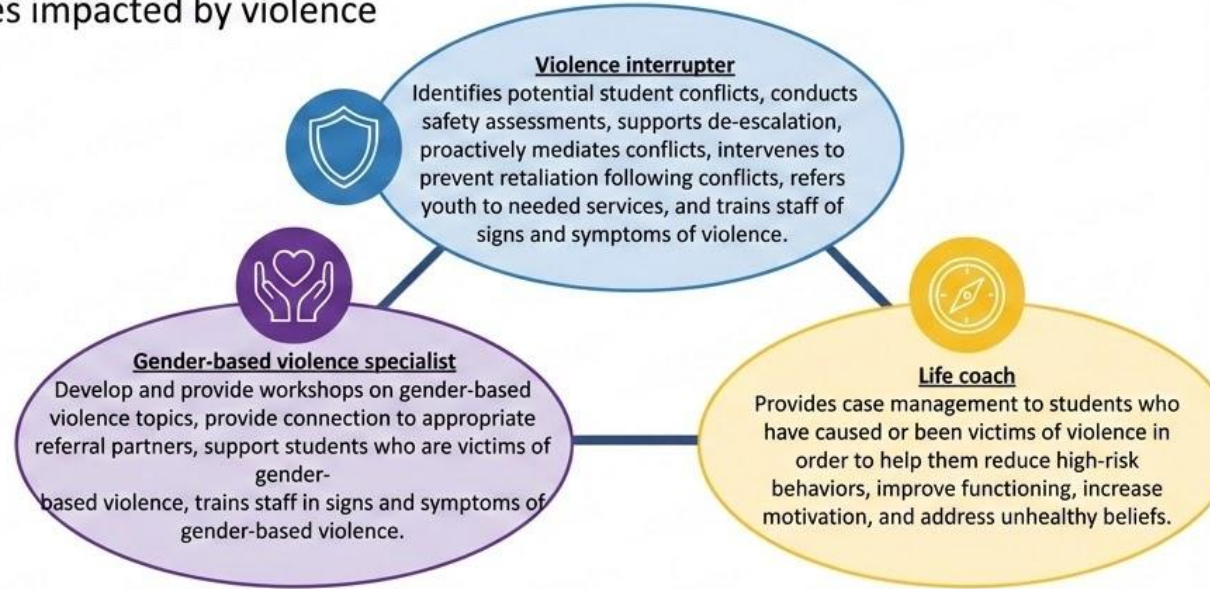 es impacted by violence
Violence interrupter
Identifies potential student conflicts, conducts
safety assessments, supports de-escalation,
proactively mediates conflicts, intervenes to
prevent retaliation following conflicts, refers
youth to needed services, and trains staff of
signs and symptoms of violence.
Gender-based violence specialist
Develop and provide workshops on gender-based
violence topics, provide connection to appropriate
referral partners, support students who are victims of
gender-
based violence, trains staff in signs and symptoms of
gender-based violence.
Life coach
Provides case management to students who
have caused or been victims of violence in
order to help them reduce high-risk
behaviors, improve functioning, increase
motivation, and address unhealthy beliefs.